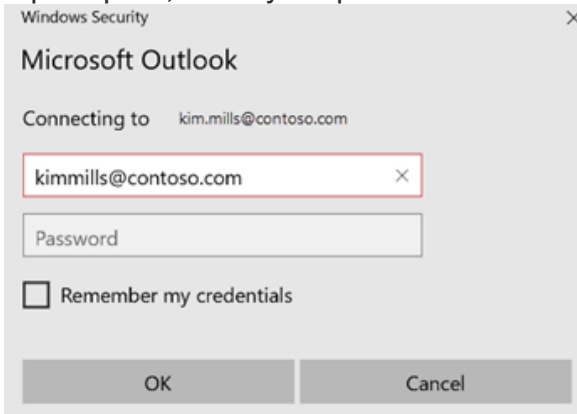 Windows Security
Microsoft Outlook
Connecting to kim.mills@contoso.com
kimmills@contoso.com
Password
Remember my credentials
OK Cancel